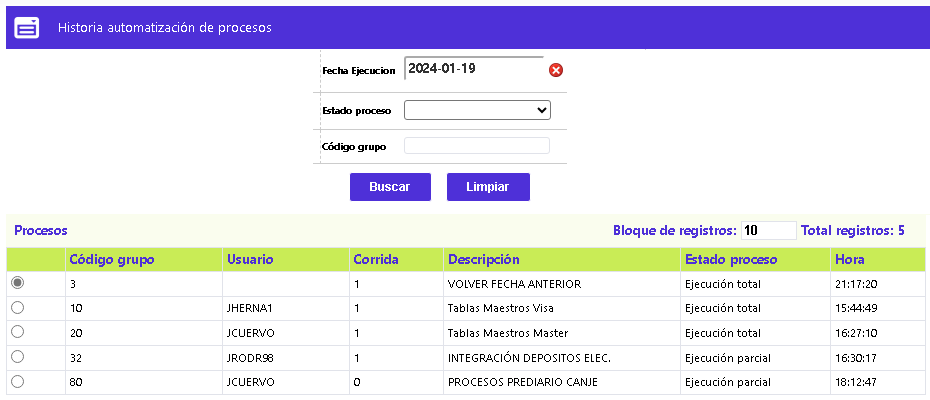 Historia automatización de procesos
Fecha Ejecucion 2024-01-19
Estado proceso
Código grupo
Buscar Limpiar
Procesos Bloque de registros: 10 Total registros: 5
Código grupo Usuario Corrida Descripción Estado proceso Hora
3 1 VOLVER FECHA ANTERIOR Ejecución total 21:17:20
10 JHERNA1 1 Tablas Maestros Visa Ejecución total 15:44:49
20 JCUERVO 1 Tablas Maestros Master Ejecución total 16:27:10
32 JRODR98 1 INTEGRACIÓN DEPOSITOS ELEC. Ejecución parcial 16:30:17
80 JCUERVO 0 PROCESOS PREDIARIO CANJE Ejecución parcial 18:12:47